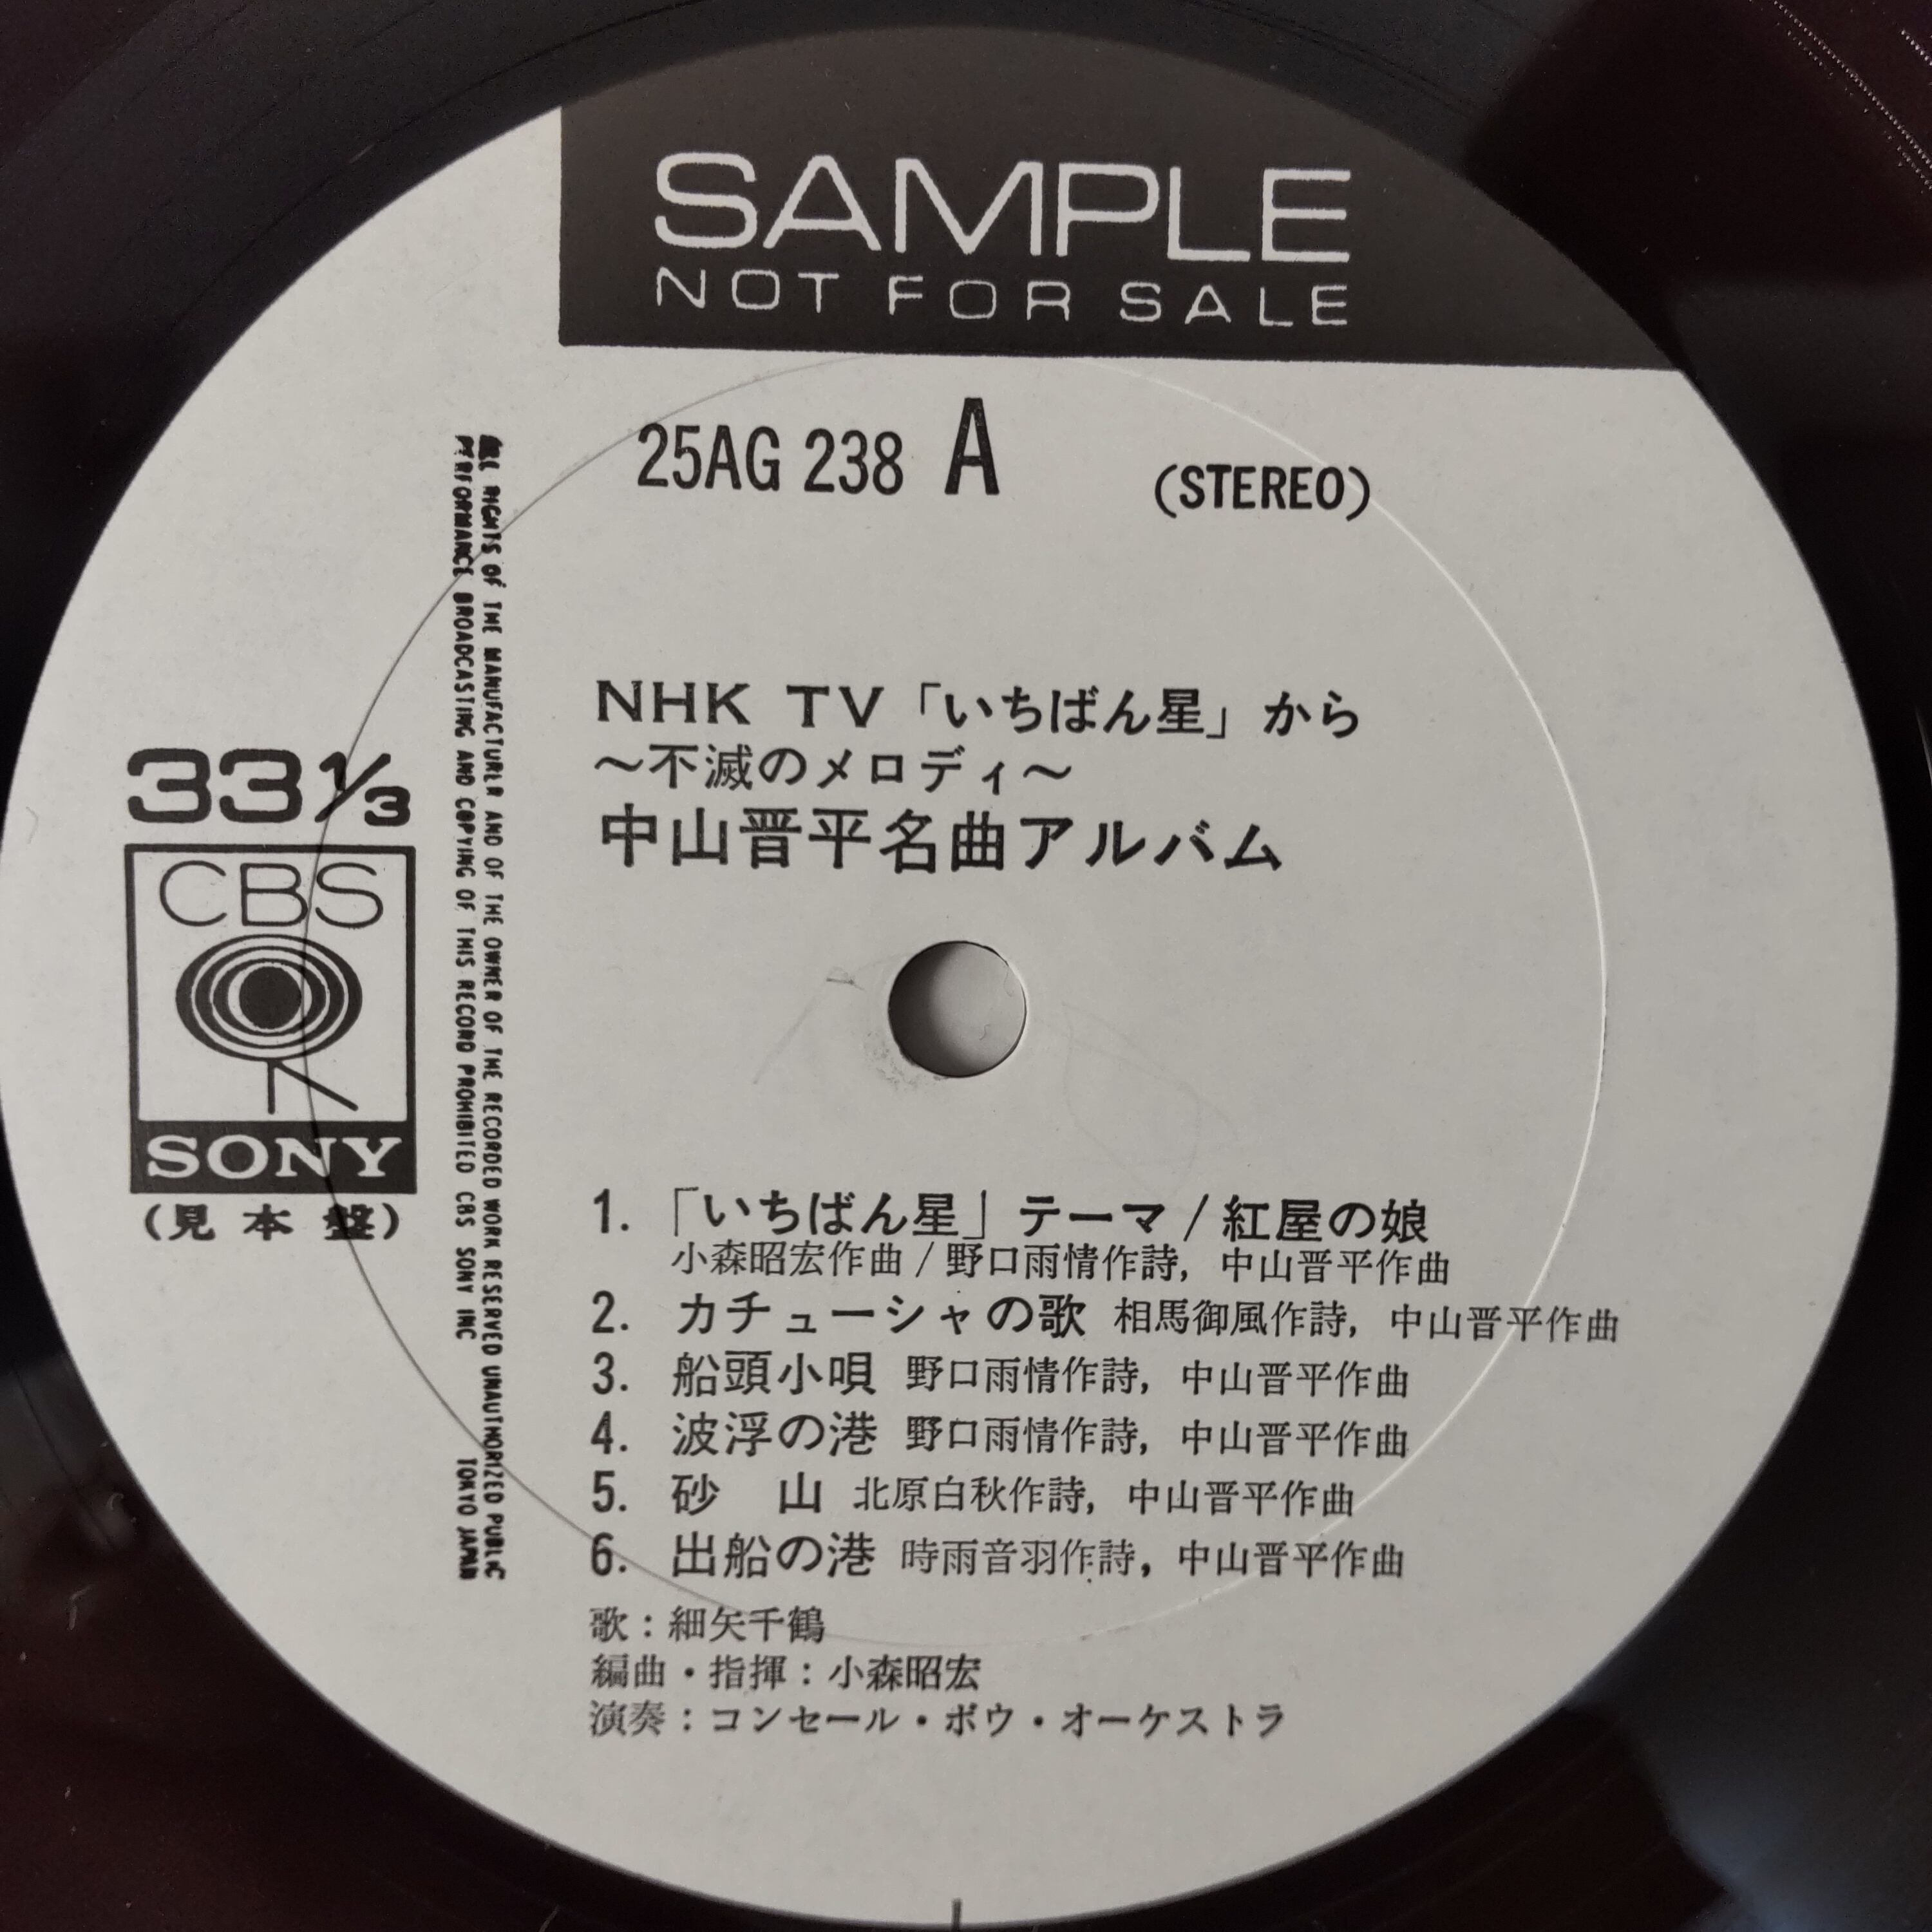 SAMPLE
NOT FOR SALE
25AG 238 A (STEREO)
NHK TV「いちばん星」から
～不滅のメロディ～
中山晋平名曲アルバム
33 1/3
CBS
SONY
(見本盤)
ALL RIGHTS OF THE MANUFACTURER AND OF THE OWNER OF THE RECORDED WORK RESERVED UNAUTHORIZED PUBLIC
PERFORMANCE BROADCASTING AND COPYING OF THIS RECORD PROHIBITED CBS SONY INC TOKYO JAPAN
1. 「いちばん星」テーマ/紅屋の娘
小森昭宏作曲/野口雨情作詩, 中山晋平作曲
2. カチューシャの歌 相馬御風作詩, 中山晋平作曲
3. 船頭小唄 野口雨情作詩, 中山晋平作曲
4. 波浮の港 野口雨情作詩, 中山晋平作曲
5. 砂 山 北原白秋作詩, 中山晋平作曲
6. 出船の港 時雨音羽作詩, 中山晋平作曲
歌：細矢千鶴
編曲・指揮：小森昭宏
演奏：コンセール・ボウ・オーケストラ